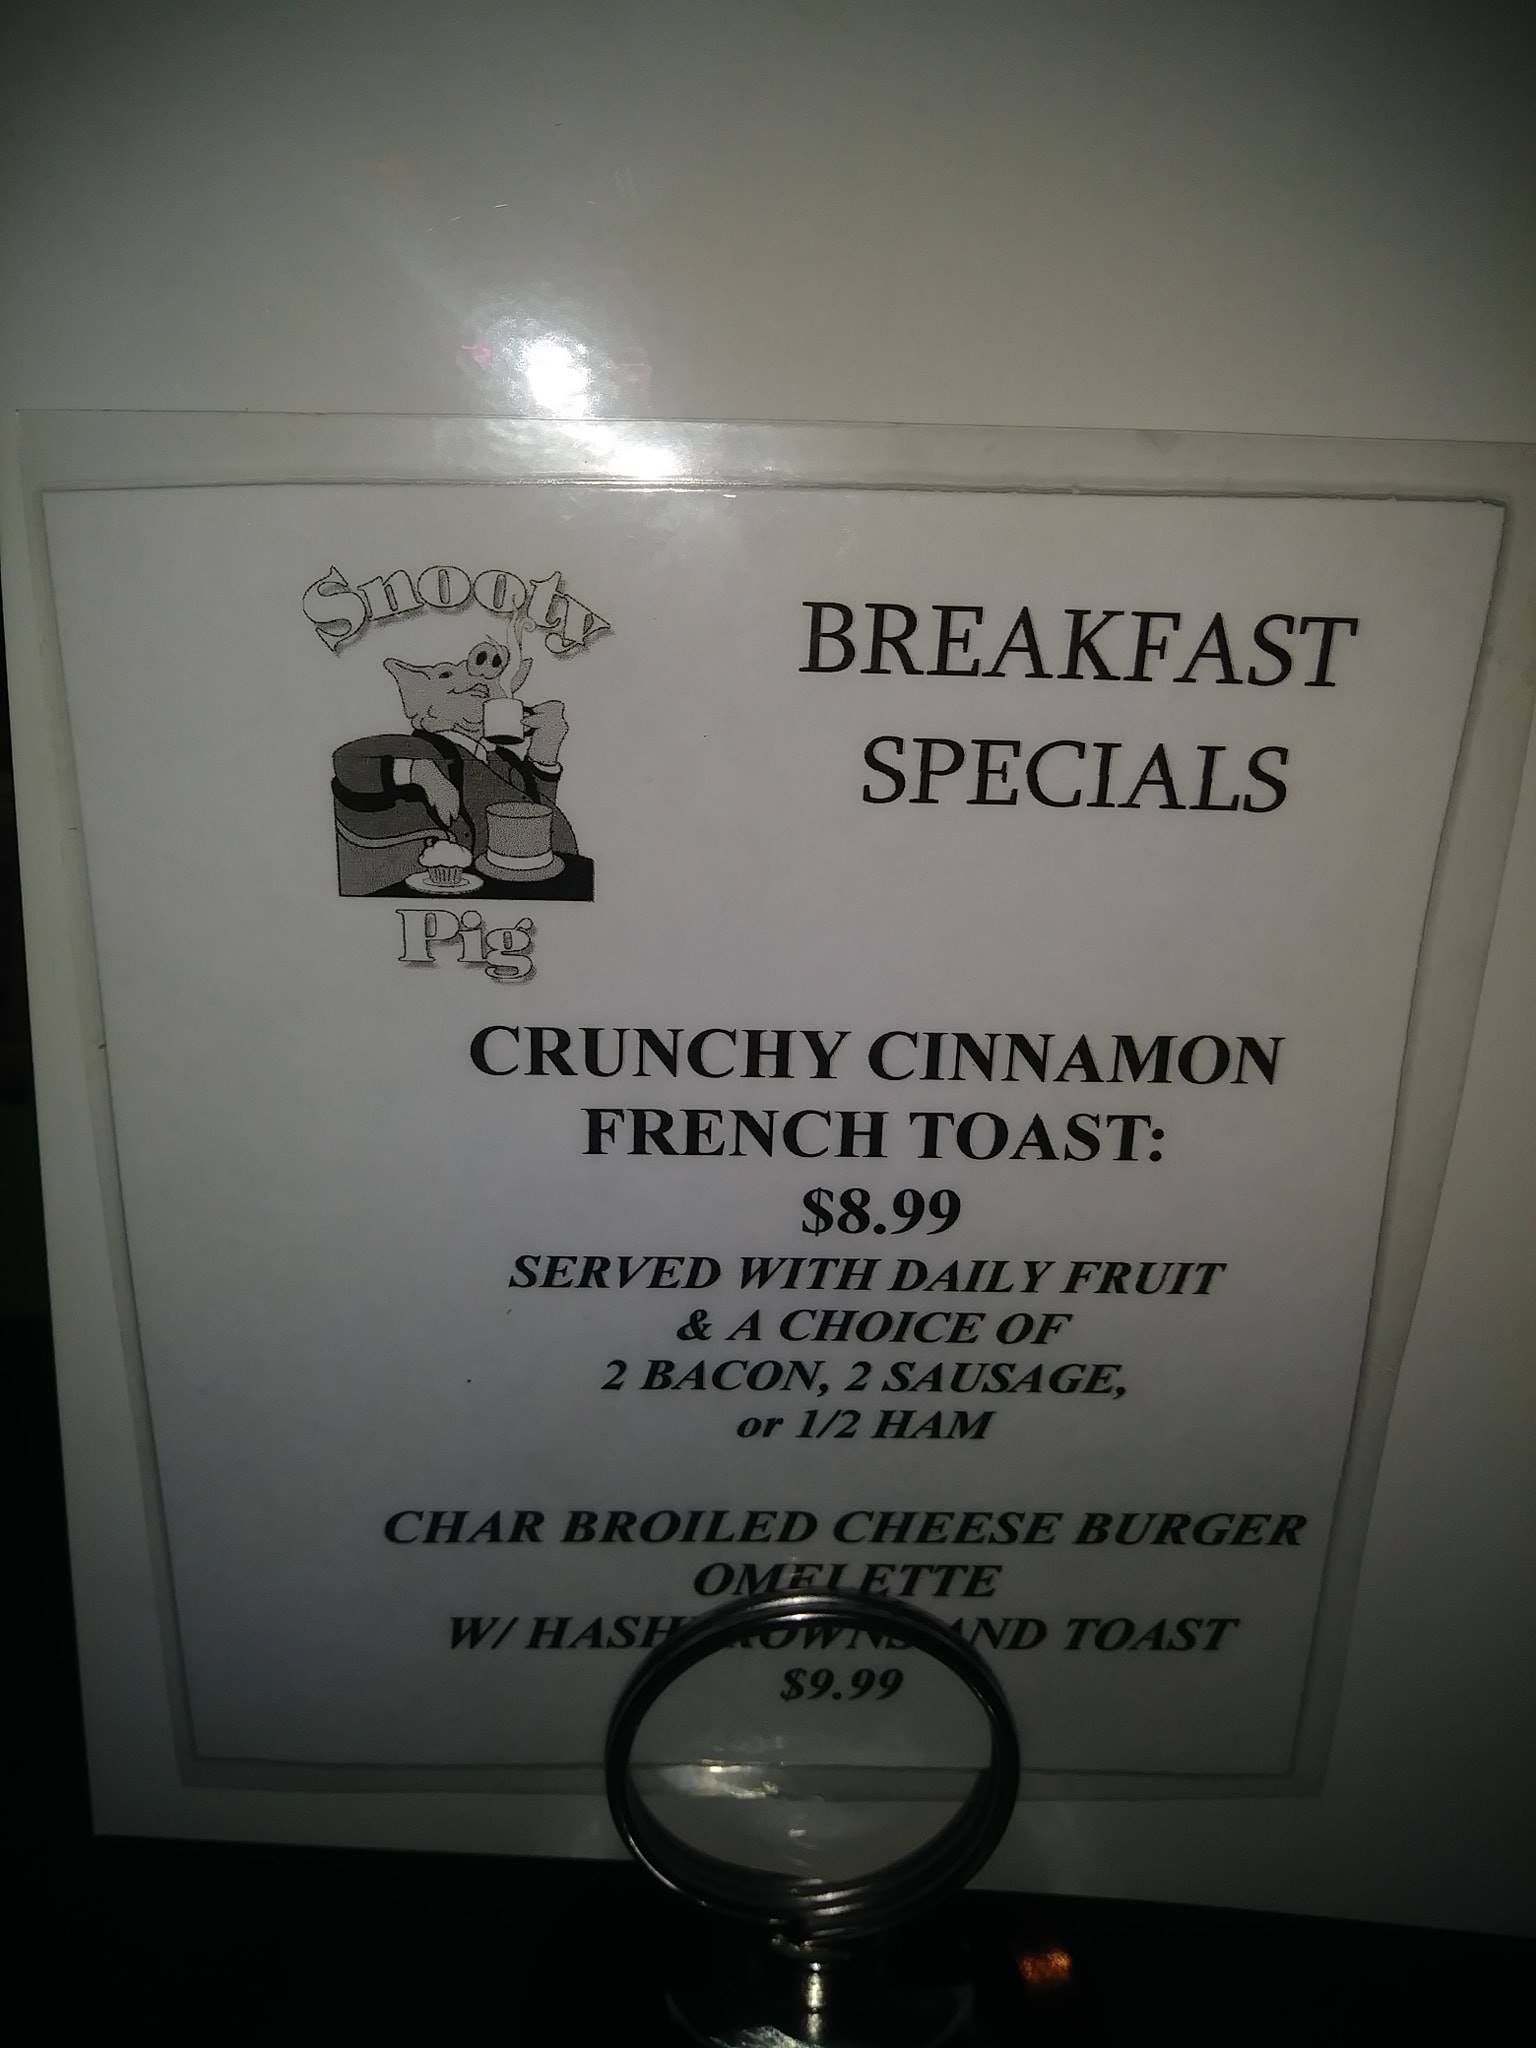 Snooty
Pig
BREAKFAST
SPECIALS
CRUNCHY CINNAMON
FRENCH TOAST:
$8.99
SERVED WITH DAILY FRUIT
& A CHOICE OF
2 BACON, 2 SAUSAGE,
or 1/2 HAM
CHAR BROILED CHEESE BURGER
OMELETTE
W/ HASHBROWNS AND TOAST
$9.99